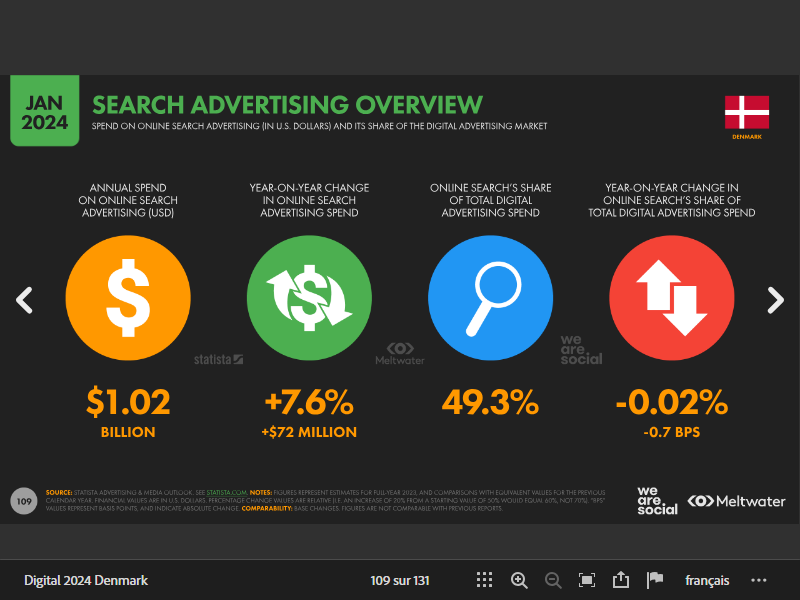 JAN
2024
SEARCH ADVERTISING OVERVIEW
SPEND ON ONLINE SEARCH ADVERTISING (IN U.S. DOLLARS) AND ITS SHARE OF THE DIGITAL ADVERTISING MARKET
DENMARK
ANNUAL SPEND
ON ONLINE SEARCH
ADVERTISING (USD)
YEAR-ON-YEAR CHANGE
IN ONLINE SEARCH
ADVERTISING SPEND
ONLINE SEARCH'S SHARE
OF TOTAL DIGITAL
ADVERTISING SPEND
YEAR-ON-YEAR CHANGE IN
ONLINE SEARCH'S SHARE OF
TOTAL DIGITAL ADVERTISING SPEND
$
$
statista
Meltwater
we
are.
social
$1.02
BILLION
+7.6%
+$72 MILLION
49.3%
-0.02%
-0.7 BPS
109
SOURCE: STATISTA ADVERTISING & MEDIA OUTLOOK. SEE STATISTA.COM. NOTES: FIGURES REPRESENT ESTIMATES FOR FULL-YEAR 2023, AND COMPARISONS WITH EQUIVALENT VALUES FOR THE PREVIOUS
CALENDAR YEAR. FINANCIAL VALUES ARE IN U.S. DOLLARS. PERCENTAGE CHANGE VALUES ARE RELATIVE (I.E. AN INCREASE OF 20% FROM A STARTING VALUE OF 50% WOULD EQUAL 60%, NOT 70%). "BPS"
VALUES REPRESENT BASIS POINTS, AND INDICATE ABSOLUTE CHANGE. COMPARABILITY: BASE CHANGES. FIGURES ARE NOT COMPARABLE WITH PREVIOUS REPORTS.
we
are.
social
Meltwater
Digital 2024 Denmark
109 sur 131
français